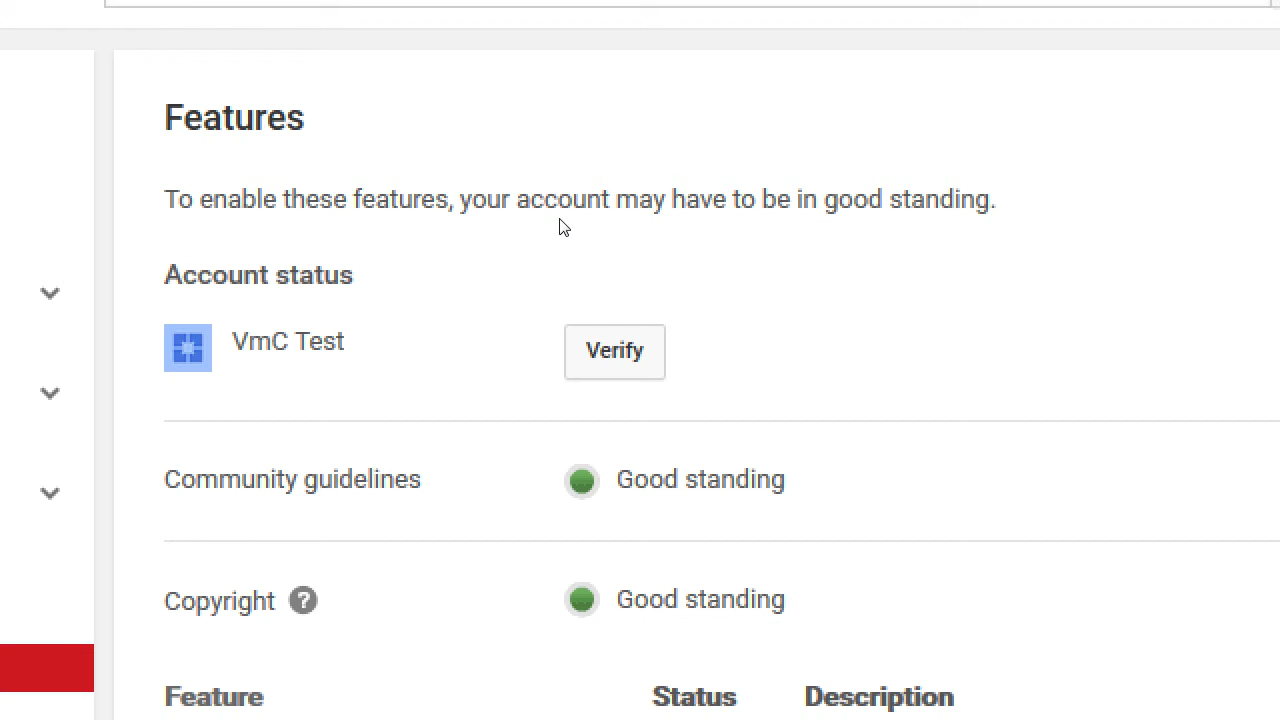 Features
To enable these features, your account may have to be in good standing.
Account status
VmC Test
Verify
Community guidelines
Good standing
Copyright ?
Good standing
Feature Status Description